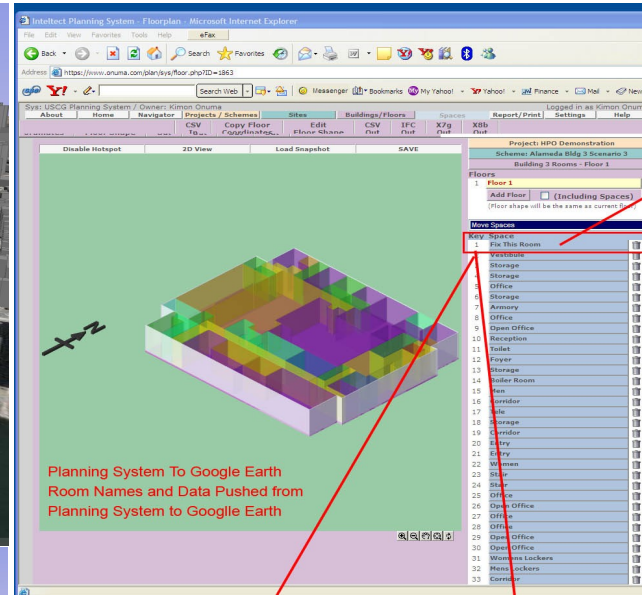 Inteltect Planning System - Floorplan - Microsoft Internet Explorer
File Edit View Favorites Tools Help eFax
Back Search Favorites
Address https://www.onuma.com/plan/sys/floor.php?ID=1863
Y! Search Web Messenger Bookmarks My Yahoo! Yahoo! Finance Mail New
Sys: USCG Planning System / Owner: Kimon Onuma Logged in as Kimon Onum
About Home Navigator Projects / Schemes Sites Buildings/Floors Spaces Report/Print Settings Help
CSV Copy Floor Edit CSV IFC X7g X8b
Coordinates Floor Shape Out Out Out Out
Disable Hotspot 2D View Load Snapshot SAVE
Project: HPO Demonstration
Scheme: Alameda Bldg 3 Scenario 3
Building 3 Rooms - Floor 1
Floors
1 Floor 1
Add Floor (Including Spaces)
(Floor shape will be the same as current floor)
Move Spaces
Key Space
1 Fix This Room
Vestibule
Storage
Storage
5 Office
6 Storage
7 Armory
8 Office
9 Open Office
10 Reception
11 Toilet
12 Foyer
13 Storage
14 Boiler Room
15 Men
16 Corridor
17 Tele
18 Storage
19 Corridor
20 Entry
21 Entry
22 Women
23 Stair
24 Stair
25 Office
26 Open Office
27 Office
28 Office
29 Open Office
30 Open Office
31 Womens Lockers
32 Mens Lockers
33 Corridor
N
Planning System To Google Earth
Room Names and Data Pushed from
Planning System to Googlle Earth